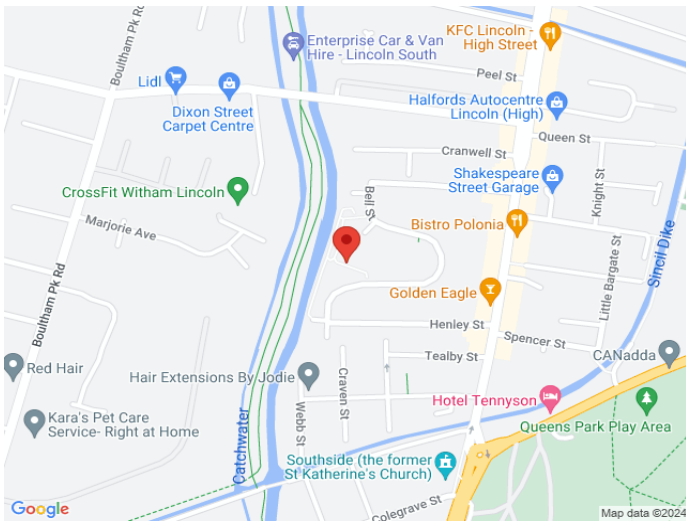 KFC Lincoln -
High Street
Enterprise Car & Van
Hire - Lincoln South
Boultham Pk Rd
Peel St
Lidl
Dixon Street
Carpet Centre
Halfords Autocentre
Lincoln (High)
Queen St
Cranwell St
Shakespeare
Street Garage
Knight St
CrossFit Witham Lincoln
Bell St
Marjorie Ave
Bistro Polonia
Sincil Dike
Boultham Pk Rd
Golden Eagle
Little Bargate St
Henley St
Spencer St
Tealby St
CANadda
Red Hair
Hair Extensions By Jodie
Craven St
Hotel Tennyson
Kara's Pet Care
Service- Right at Home
Webb St
Queens Park Play Area
Catchwater
Southside (the former
St Katherine's Church)
Colegrave St
Google
Map data ©2024